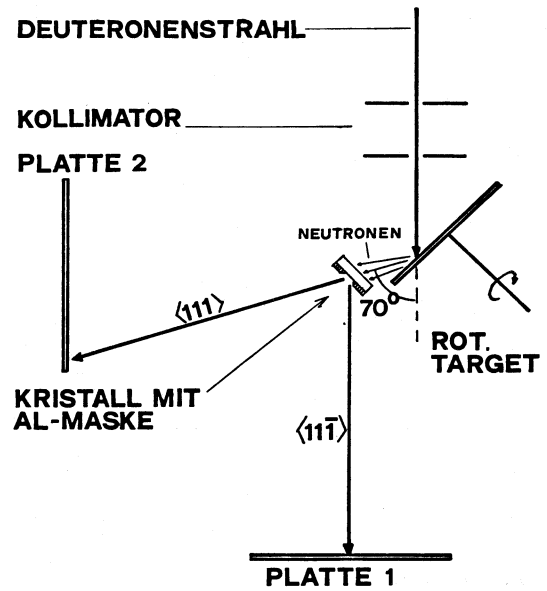 DEUTERONENSTRAHL
KOLLIMATOR
PLATTE 2
NEUTRONEN
70°
⟨111⟩
ROT.
TARGET
KRISTALL MIT
AL-MASKE
⟨111̄⟩
PLATTE 1